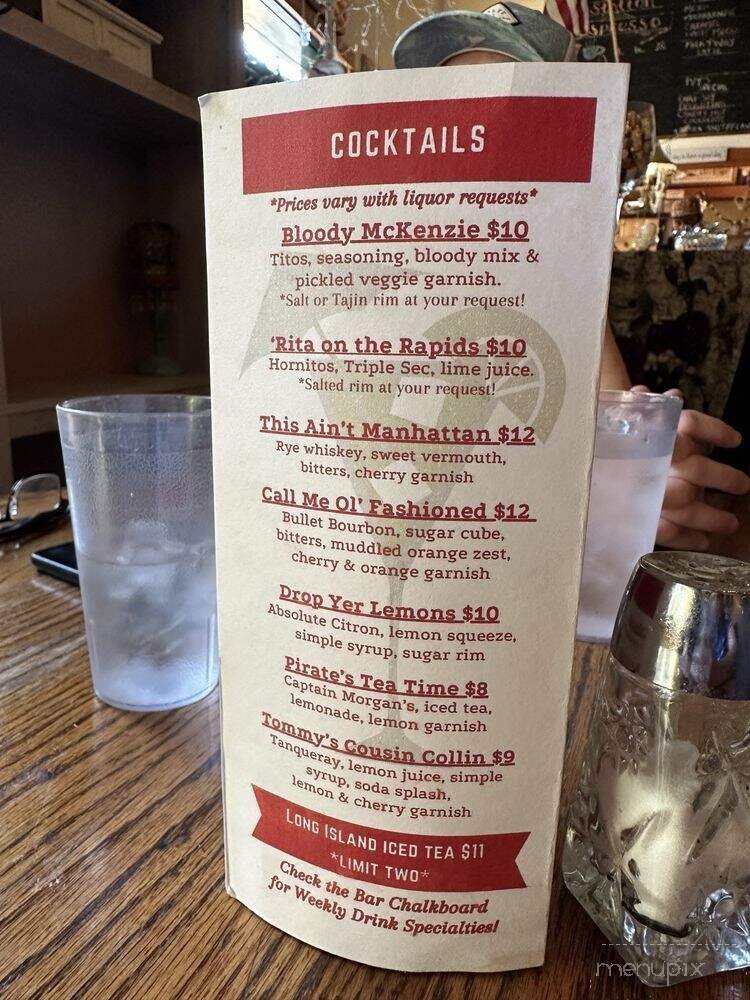 COCKTAILS
*Prices vary with liquor requests*
Bloody McKenzie $10
Titos, seasoning, bloody mix &
pickled veggie garnish.
*Salt or Tajin rim at your request!
'Rita on the Rapids $10
Hornitos, Triple Sec, lime juice.
*Salted rim at your request!
This Ain't Manhattan $12
Rye whiskey, sweet vermouth,
bitters, cherry garnish
Call Me Ol' Fashioned $12
Bullet Bourbon, sugar cube,
bitters, muddled orange zest,
cherry & orange garnish
Drop Yer Lemons $10
Absolute Citron, lemon squeeze,
simple syrup, sugar rim
Pirate's Tea Time $8
Captain Morgan's, iced tea,
lemonade, lemon garnish
Tommy's Cousin Collin $9
Tanqueray, lemon juice, simple
syrup, soda splash,
lemon & cherry garnish
LONG ISLAND ICED TEA $11
*LIMIT TWO*
Check the Bar Chalkboard
for Weekly Drink Specialties!
menupix